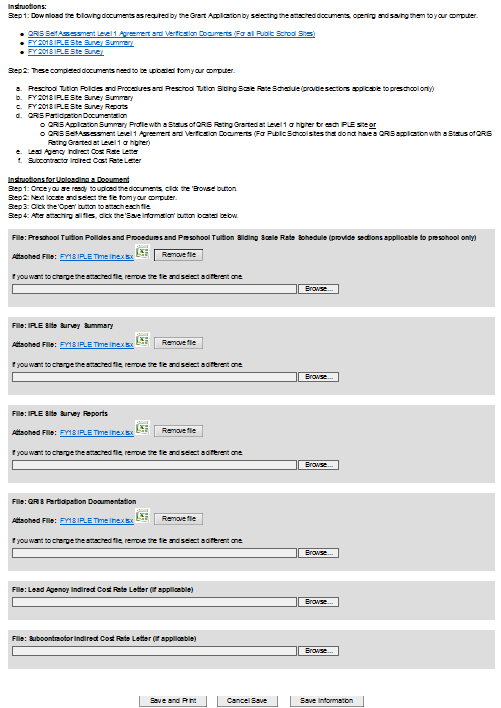 Instructions:
Step 1: Download the following documents as required by the Grant Application by selecting the attached documents, opening and saving them to your computer.
QRIS Self Assessment Level 1 Agreement and Verification Documents (For all Public School Sites)
FY 2018 IPLE Site Survey Summary
FY 2018 IPLE Site Survey
Step 2: These completed documents need to be uploaded from your computer.
a. Preschool Tuition Policies and Procedures and Preschool Tuition Sliding Scale Rate Schedule (provide sections applicable to preschool only)
b. FY 2018 IPLE Site Survey Summary
c. FY 2018 IPLE Site Survey Reports
d. QRIS Participation Documentation
o QRIS Application Summary Profile with a Status of QRIS Rating Granted at Level 1 or higher for each IPLE site or
o QRIS Self-Assessment Level 1 Agreement and Verification Documents (For Public School sites that do not have a QRIS application with a Status of QRIS
Rating Granted at Level 1 or higher)
e. Lead Agency Indirect Cost Rate Letter
f. Subcontractor Indirect Cost Rate Letter
Instructions for Uploading a Document
Step 1: Once you are ready to upload the documents, click the 'Browse' button.
Step 2: Next locate and select the file from your computer.
Step 3: Click the 'Open' button to attach each file.
Step 4: After attaching all files, click the 'Save Information' button located below.
File: Preschool Tuition Policies and Procedures and Preschool Tuition Sliding Scale Rate Schedule (provide sections applicable to preschool only)
Attached File: FY18 IPLE Time line.xlsx Remove file
If you want to change the attached file, remove the file and select a different one.
Browse...
File: IPLE Site Survey Summary
Attached File: FY18 IPLE Time line.xlsx Remove file
If you want to change the attached file, remove the file and select a different one.
Browse...
File: IPLE Site Survey Reports
Attached File: FY18 IPLE Time line.xlsx Remove file
If you want to change the attached file, remove the file and select a different one.
Browse...
File: QRIS Participation Documentation
Attached File: FY18 IPLE Time line.xlsx Remove file
If you want to change the attached file, remove the file and select a different one.
Browse...
File: Lead Agency Indirect Cost Rate Letter (if applicable)
Browse...
File: Subcontractor Indirect Cost Rate Letter (if applicable)
Browse...
Save and Print Cancel Save Save Information